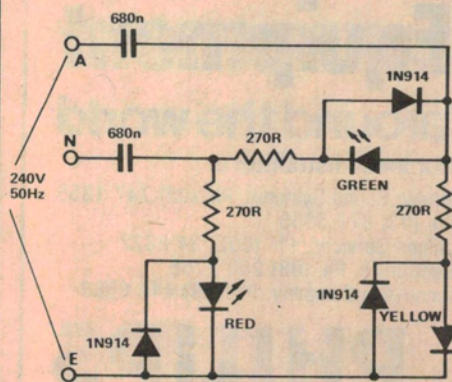 680n
A
1N914
N
680n
270R
GREEN
240V
50Hz
270R
270R
1N914
YELLOW
1N914
RED
E